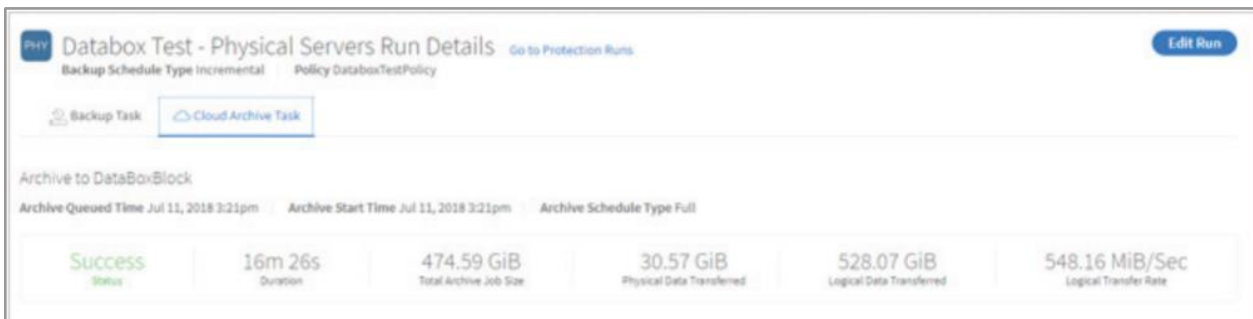 PHY Databox Test - Physical Servers Run Details Go to Protection Runs Edit Run
Backup Schedule Type Incremental Policy DataboxTestPolicy
Backup Task Cloud Archive Task
Archive to DataBoxBlock
Archive Queued Time Jul 11, 2018 3:21pm Archive Start Time Jul 11, 2018 3:21pm Archive Schedule Type Full
Success 16m 26s 474.59 GiB 30.57 GiB 528.07 GiB 548.16 MiB/Sec
Status Duration Total Archive Job Size Physical Data Transferred Logical Data Transferred Logical Transfer Rate